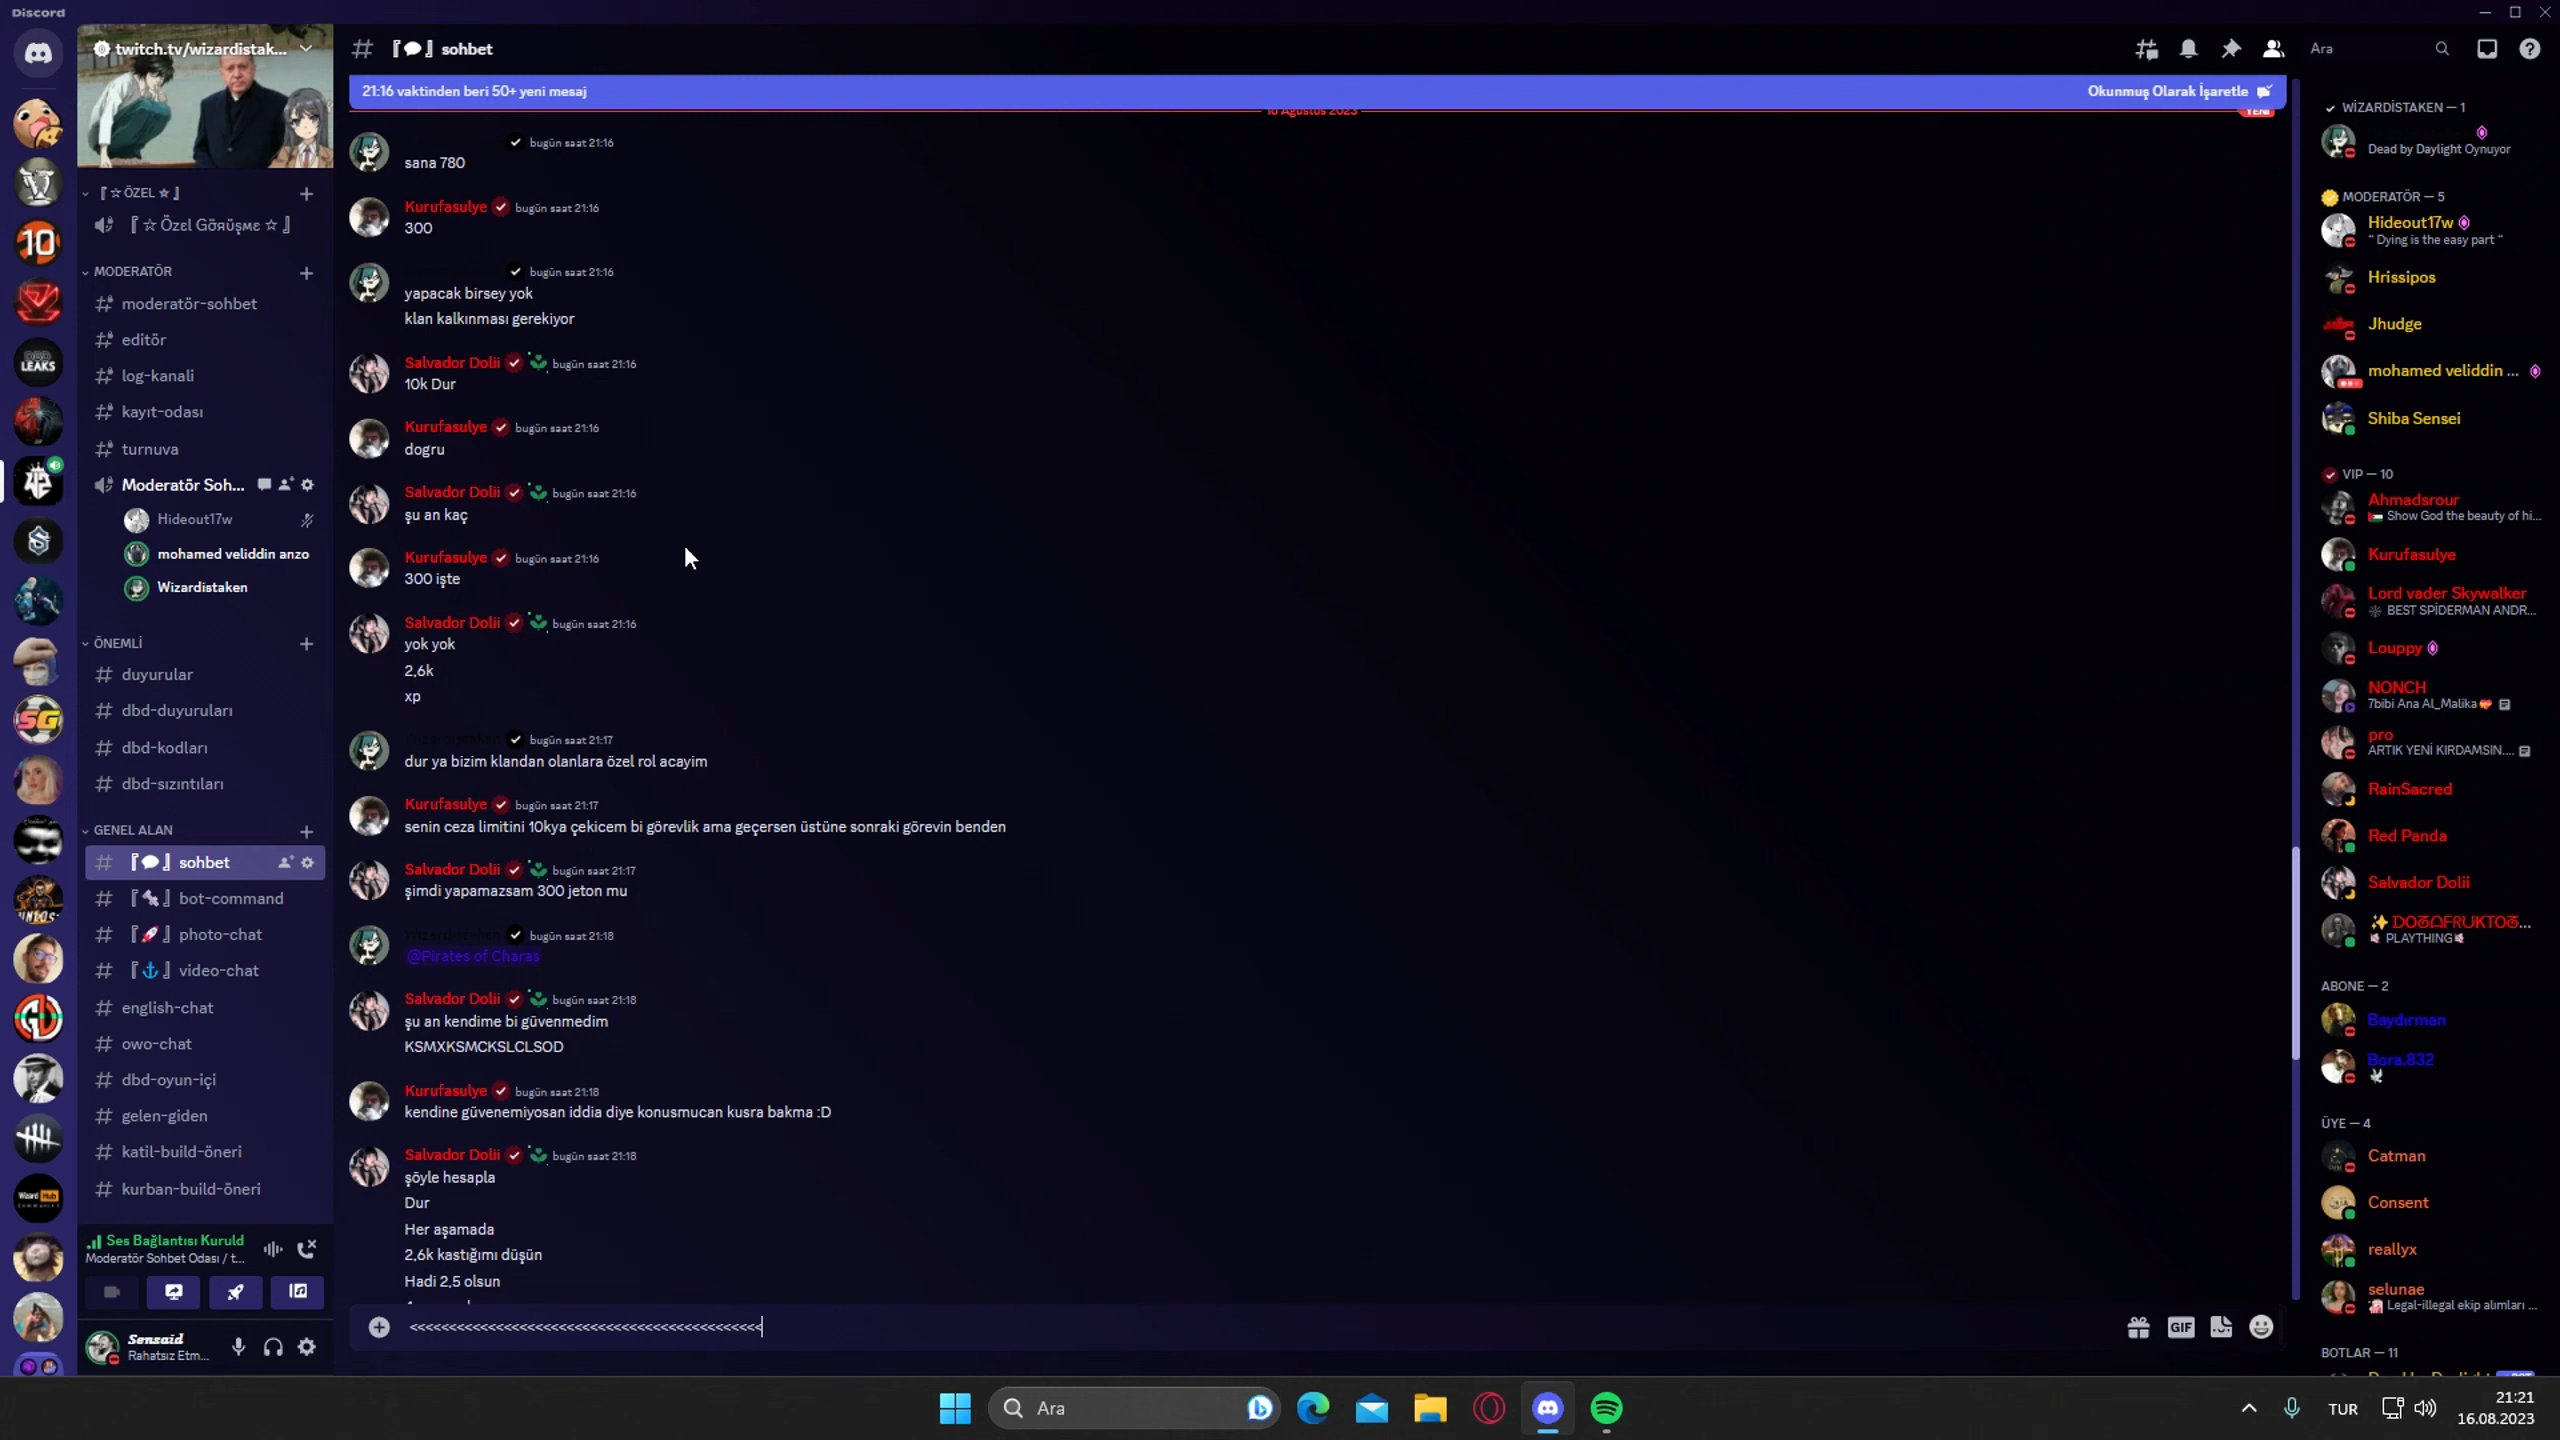 Discord
twitch.tv/wizardistak...
『☆ÖZEL☆』
『☆Özεl Göяüşмε☆』
MODERATÖR
moderatör-sohbet
editör
log-kanali
kayıt-odası
turnuva
Moderatör Soh...
Hideout17w
mohamed veliddin anzo
Wizardistaken
ÖNEMLİ
duyurular
dbd-duyuruları
dbd-kodları
dbd-sızıntıları
GENEL ALAN
『💬』sohbet
『🔫』bot-command
『🚀』photo-chat
『⚓』video-chat
english-chat
owo-chat
dbd-oyun-içi
gelen-giden
katil-build-öneri
kurban-build-öneri
Ses Bağlantısı Kuruld
Moderatör Sohbet Odası / t...
Sensaid
Rahatsız Etm...
10
DBD LEAKS
SG
Wizard Hub
# 『💬』sohbet
Ara
21:16 vaktinden beri 50+ yeni mesaj
Okunmuş Olarak İşaretle
16 Ağustos 2023
YENİ
bugün saat 21:16
sana 780
Kurufasulye bugün saat 21:16
300
bugün saat 21:16
yapacak birsey yok
klan kalkınması gerekiyor
Salvador Dolii bugün saat 21:16
10k Dur
Kurufasulye bugün saat 21:16
dogru
Salvador Dolii bugün saat 21:16
şu an kaç
Kurufasulye bugün saat 21:16
300 işte
Salvador Dolii bugün saat 21:16
yok yok
2,6k
xp
bugün saat 21:17
dur ya bizim klandan olanlara özel rol acayim
Kurufasulye bugün saat 21:17
senin ceza limitini 10kya çekicem bi görevlik ama geçersen üstüne sonraki görevin benden
Salvador Dolii bugün saat 21:17
şimdi yapamazsam 300 jeton mu
Wizardistaken bugün saat 21:18
@Pirates of Charas
Salvador Dolii bugün saat 21:18
şu an kendime bi güvenmedim
KSMXKSMCKSLCLSOD
Kurufasulye bugün saat 21:18
kendine güvenemiyosan iddia diye konusmucan kusra bakma :D
Salvador Dolii bugün saat 21:18
şöyle hesapla
Dur
Her aşamada
2,6k kastığımı düşün
Hadi 2,5 olsun
<<<<<<<<<<<<<<<<<<<<<<<<<<<<<<<<<<<<<<<<<<<<<
GIF
WİZARDİSTAKEN — 1
Dead by Daylight Oynuyor
MODERATÖR — 5
Hideout17w
" Dying is the easy part "
Hrissipos
Jhudge
mohamed veliddin ...
Shiba Sensei
VIP — 10
Ahmadsrour
🇵🇸 Show God the beauty of hi...
Kurufasulye
Lord vader Skywalker
🕸 BEST SPİDERMAN ANDR...
Louppy
NONCH
7bibi Ana Al_Malika
pro
ARTIK YENİ KIRDAMSIN....
RainSacred
Red Panda
Salvador Dolii
PLAYTHING
ABONE — 2
Baydırman
Bora.832
ÜYE — 4
Catman
Consent
reallyx
selunae
Legal-illegal ekip alımları ...
BOTLAR — 11
Ara
TUR
21:21
16.08.2023